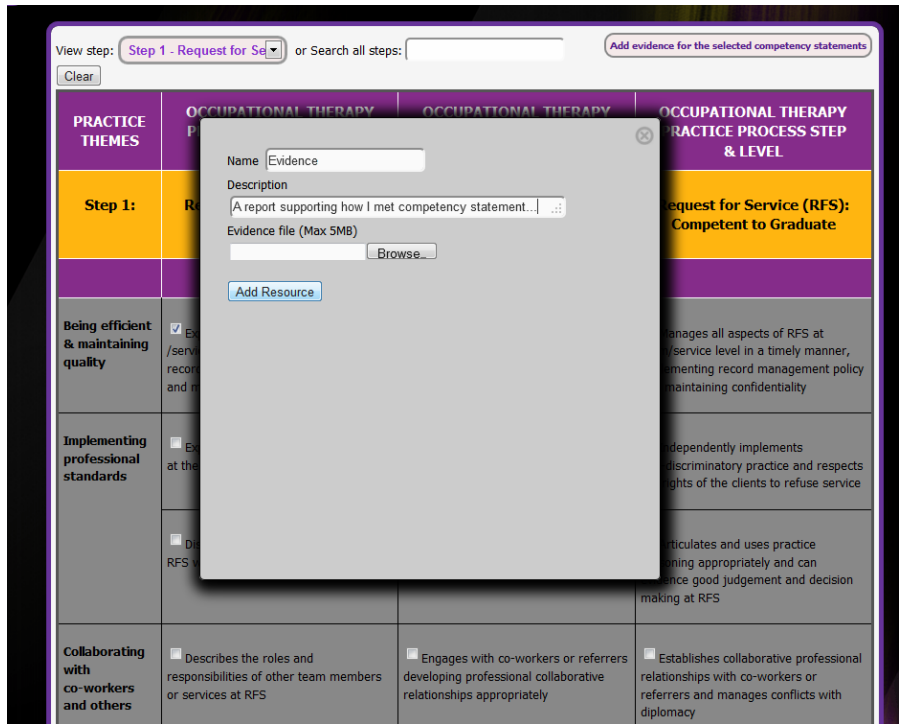 View step: Step 1 - Request for Se or Search all steps:
Add evidence for the selected competency statements
Clear
PRACTICE
THEMES
OCCUPATIONAL THERAPY
OCCUPATIONAL THERAPY
OCCUPATIONAL THERAPY
PRACTICE PROCESS STEP
& LEVEL
Name Evidence
Description
A report supporting how I met competency statement...
Evidence file (Max 5MB)
Browse...
Add Resource
Step 1:
Request for Service (RFS):
Competent to Graduate
Being efficient
& maintaining
quality
and
Manages all aspects of RFS at
/service level in a timely manner,
record management policy
maintaining confidentiality
Implementing
professional
standards
at the
independently implements
discriminatory practice and respects
rights of the clients to refuse service
RFS
Articulates and uses practice
appropriately and can
good judgement and decision
making at RFS
Collaborating
with
co-workers
and others
Describes the roles and
responsibilities of other team members
or services at RFS
Engages with co-workers or referrers
developing professional collaborative
relationships appropriately
Establishes collaborative professional
relationships with co-workers or
referrers and manages conflicts with
diplomacy